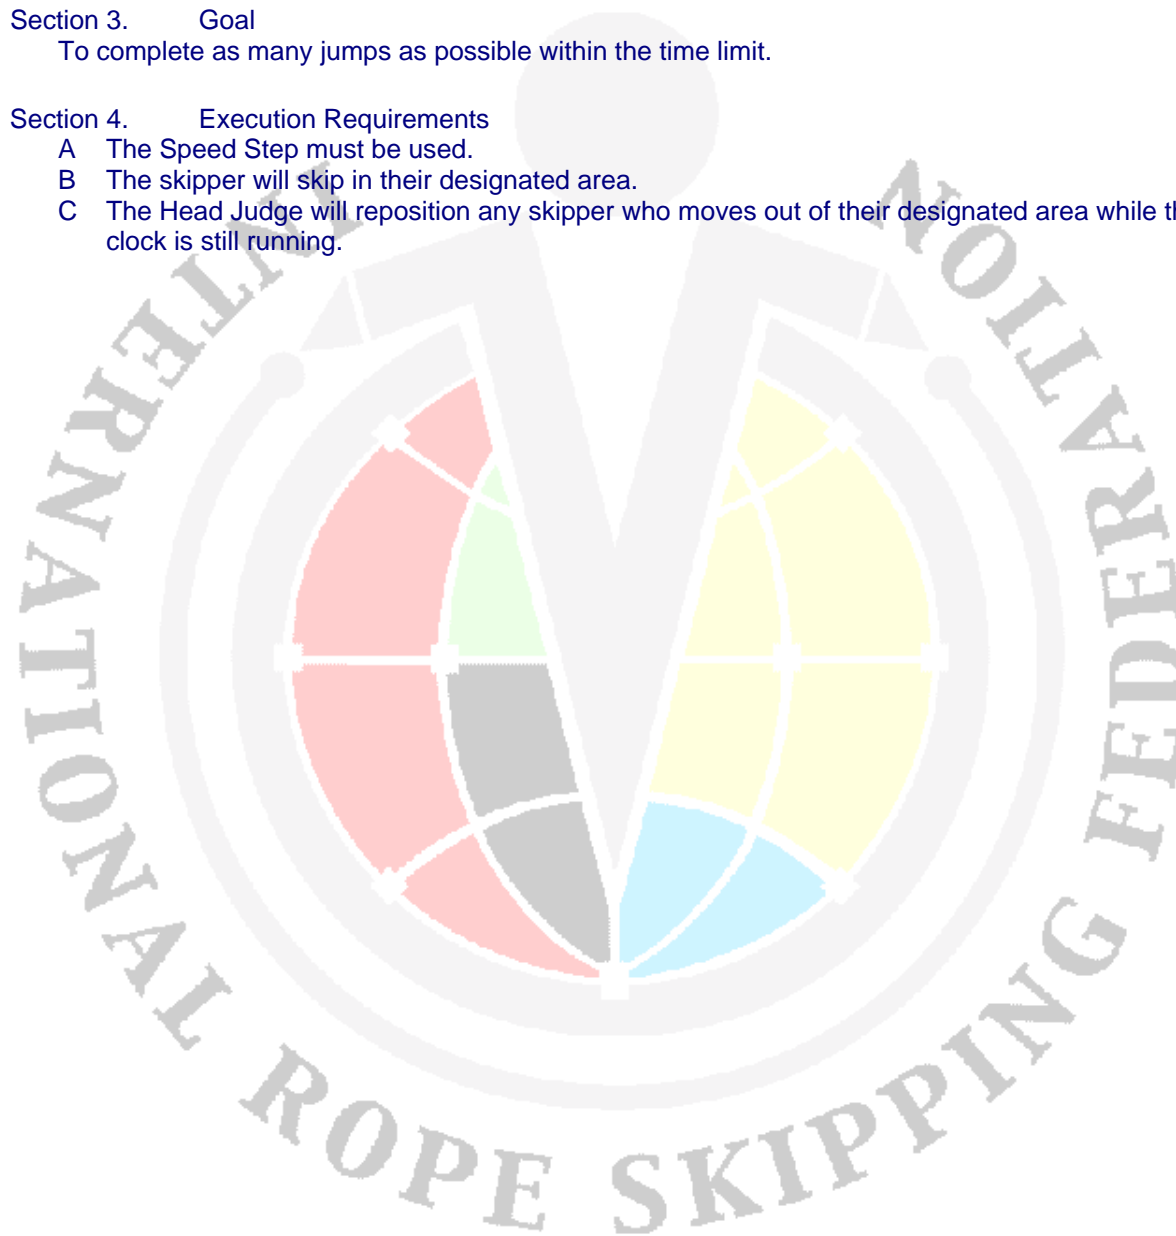 Section 3. Goal
To complete as many jumps as possible within the time limit.
Section 4. Execution Requirements
A The Speed Step must be used.
B The skipper will skip in their designated area.
C The Head Judge will reposition any skipper who moves out of their designated area while
clock is still running.
INTERNATIONAL ROPE SKIPPING FEDERATION